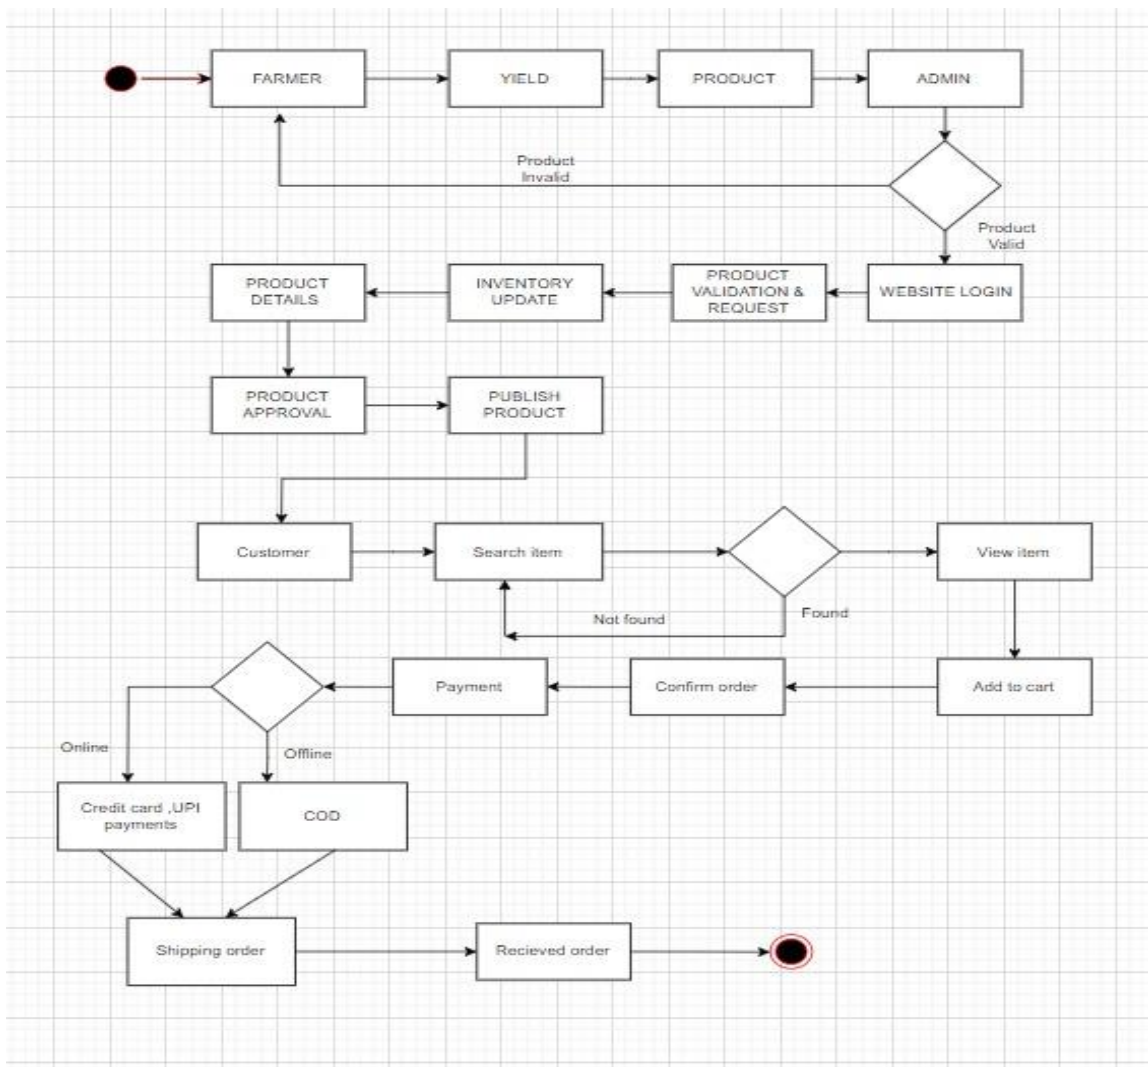 FARMER
YIELD
PRODUCT
ADMIN
Product
Invalid
Product
Valid
PRODUCT
DETAILS
INVENTORY
UPDATE
PRODUCT
VALIDATION &
REQUEST
WEBSITE LOGIN
PRODUCT
APPROVAL
PUBLISH
PRODUCT
Customer
Search item
View item
Not found
Found
Payment
Confirm order
Add to cart
Online
Offline
Credit card ,UPI
payments
COD
Shipping order
Recieved order